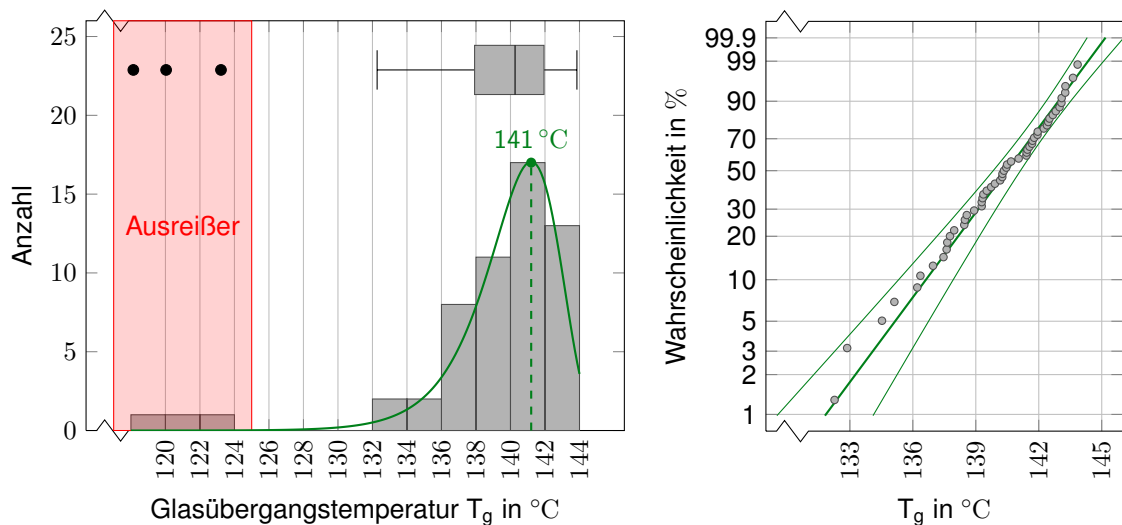 25
20
15
10
5
0
Anzahl
Ausreißer
141 °C
120 122 124 126 128 130 132 134 136 138 140 142 144
Glasübergangstemperatur Tg in °C
99.9
99
90
70
50
30
20
10
5
3
2
1
Wahrscheinlichkeit in %
133 136 139 142 145
Tg in °C